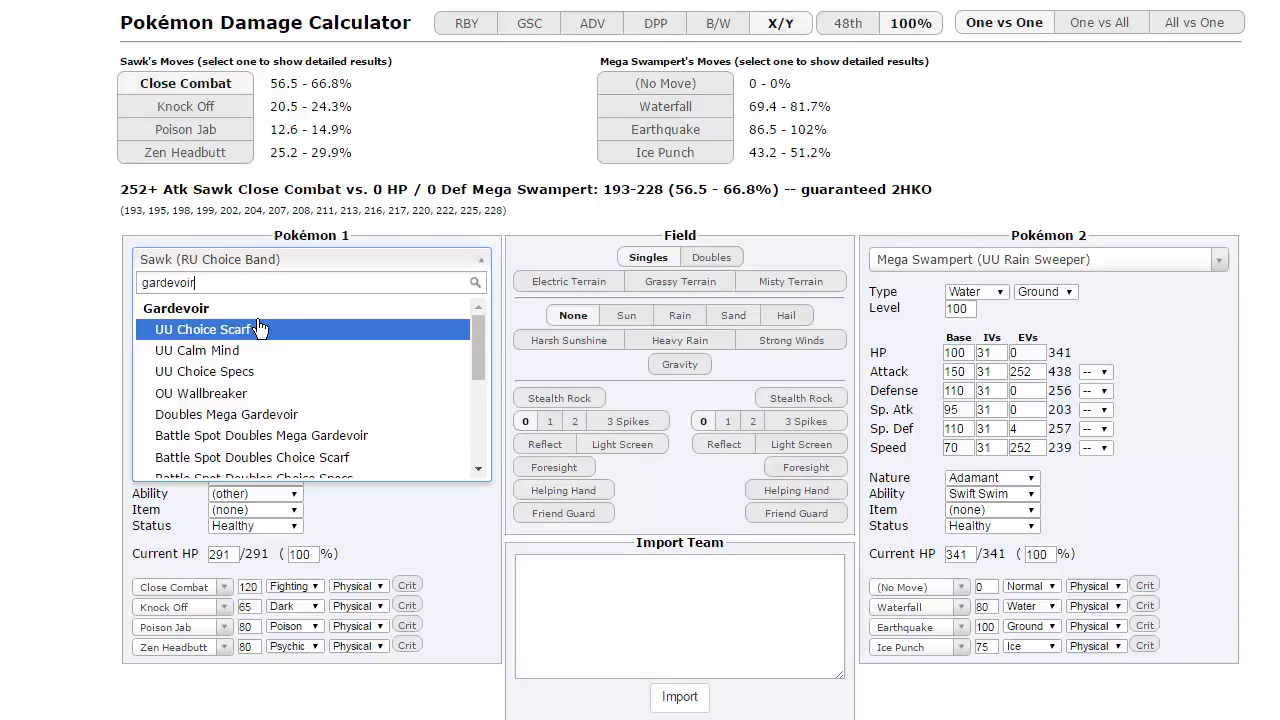 Pokémon Damage Calculator RBY GSC ADV DPP B/W X/Y 48th 100% One vs One One vs All All vs One
Sawk's Moves (select one to show detailed results)
Close Combat 56.5 - 66.8%
Knock Off 20.5 - 24.3%
Poison Jab 12.6 - 14.9%
Zen Headbutt 25.2 - 29.9%
Mega Swampert's Moves (select one to show detailed results)
(No Move) 0 - 0%
Waterfall 69.4 - 81.7%
Earthquake 86.5 - 102%
Ice Punch 43.2 - 51.2%
252+ Atk Sawk Close Combat vs. 0 HP / 0 Def Mega Swampert: 193-228 (56.5 - 66.8%) -- guaranteed 2HKO
(193, 195, 198, 199, 202, 204, 207, 208, 211, 213, 216, 217, 220, 222, 225, 228)
Pokémon 1
Sawk (RU Choice Band)
gardevoir
Gardevoir
UU Choice Scarf
UU Calm Mind
UU Choice Specs
OU Wallbreaker
Doubles Mega Gardevoir
Battle Spot Doubles Mega Gardevoir
Battle Spot Doubles Choice Scarf
Battle Spot Doubles Choice Specs
Ability (other)
Item (none)
Status Healthy
Current HP 291/291 ( 100 %)
Close Combat 120 Fighting Physical Crit
Knock Off 65 Dark Physical Crit
Poison Jab 80 Poison Physical Crit
Zen Headbutt 80 Psychic Physical Crit
Field
Singles Doubles
Electric Terrain Grassy Terrain Misty Terrain
None Sun Rain Sand Hail
Harsh Sunshine Heavy Rain Strong Winds
Gravity
Stealth Rock Stealth Rock
0 1 2 3 Spikes 0 1 2 3 Spikes
Reflect Light Screen Reflect Light Screen
Foresight Foresight
Helping Hand Helping Hand
Friend Guard Friend Guard
Import Team
Import
Pokémon 2
Mega Swampert (UU Rain Sweeper)
Type Water Ground
Level 100
Base IVs EVs
HP 100 31 0 341
Attack 150 31 252 438 --
Defense 110 31 0 256 --
Sp. Atk 95 31 0 203 --
Sp. Def 110 31 4 257 --
Speed 70 31 252 239 --
Nature Adamant
Ability Swift Swim
Item (none)
Status Healthy
Current HP 341/341 ( 100 %)
(No Move) 0 Normal Physical Crit
Waterfall 80 Water Physical Crit
Earthquake 100 Ground Physical Crit
Ice Punch 75 Ice Physical Crit